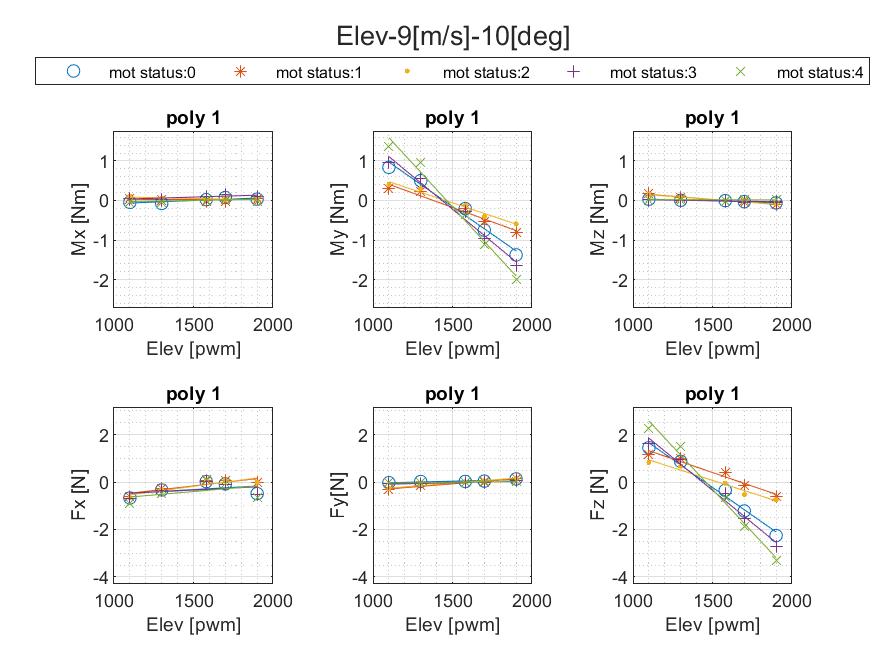 Elev-9[m/s]-10[deg]
mot status:0 mot status:1 mot status:2 mot status:3 mot status:4
poly 1 poly 1 poly 1
Mx [Nm] My [Nm] Mz [Nm]
1 1 1
0 0 0
-1 -1 -1
-2 -2 -2
1000 1500 2000 1000 1500 2000 1000 1500 2000
Elev [pwm] Elev [pwm] Elev [pwm]
poly 1 poly 1 poly 1
Fx [N] Fy[N] Fz [N]
2 2 2
0 0 0
-2 -2 -2
-4 -4 -4
1000 1500 2000 1000 1500 2000 1000 1500 2000
Elev [pwm] Elev [pwm] Elev [pwm]